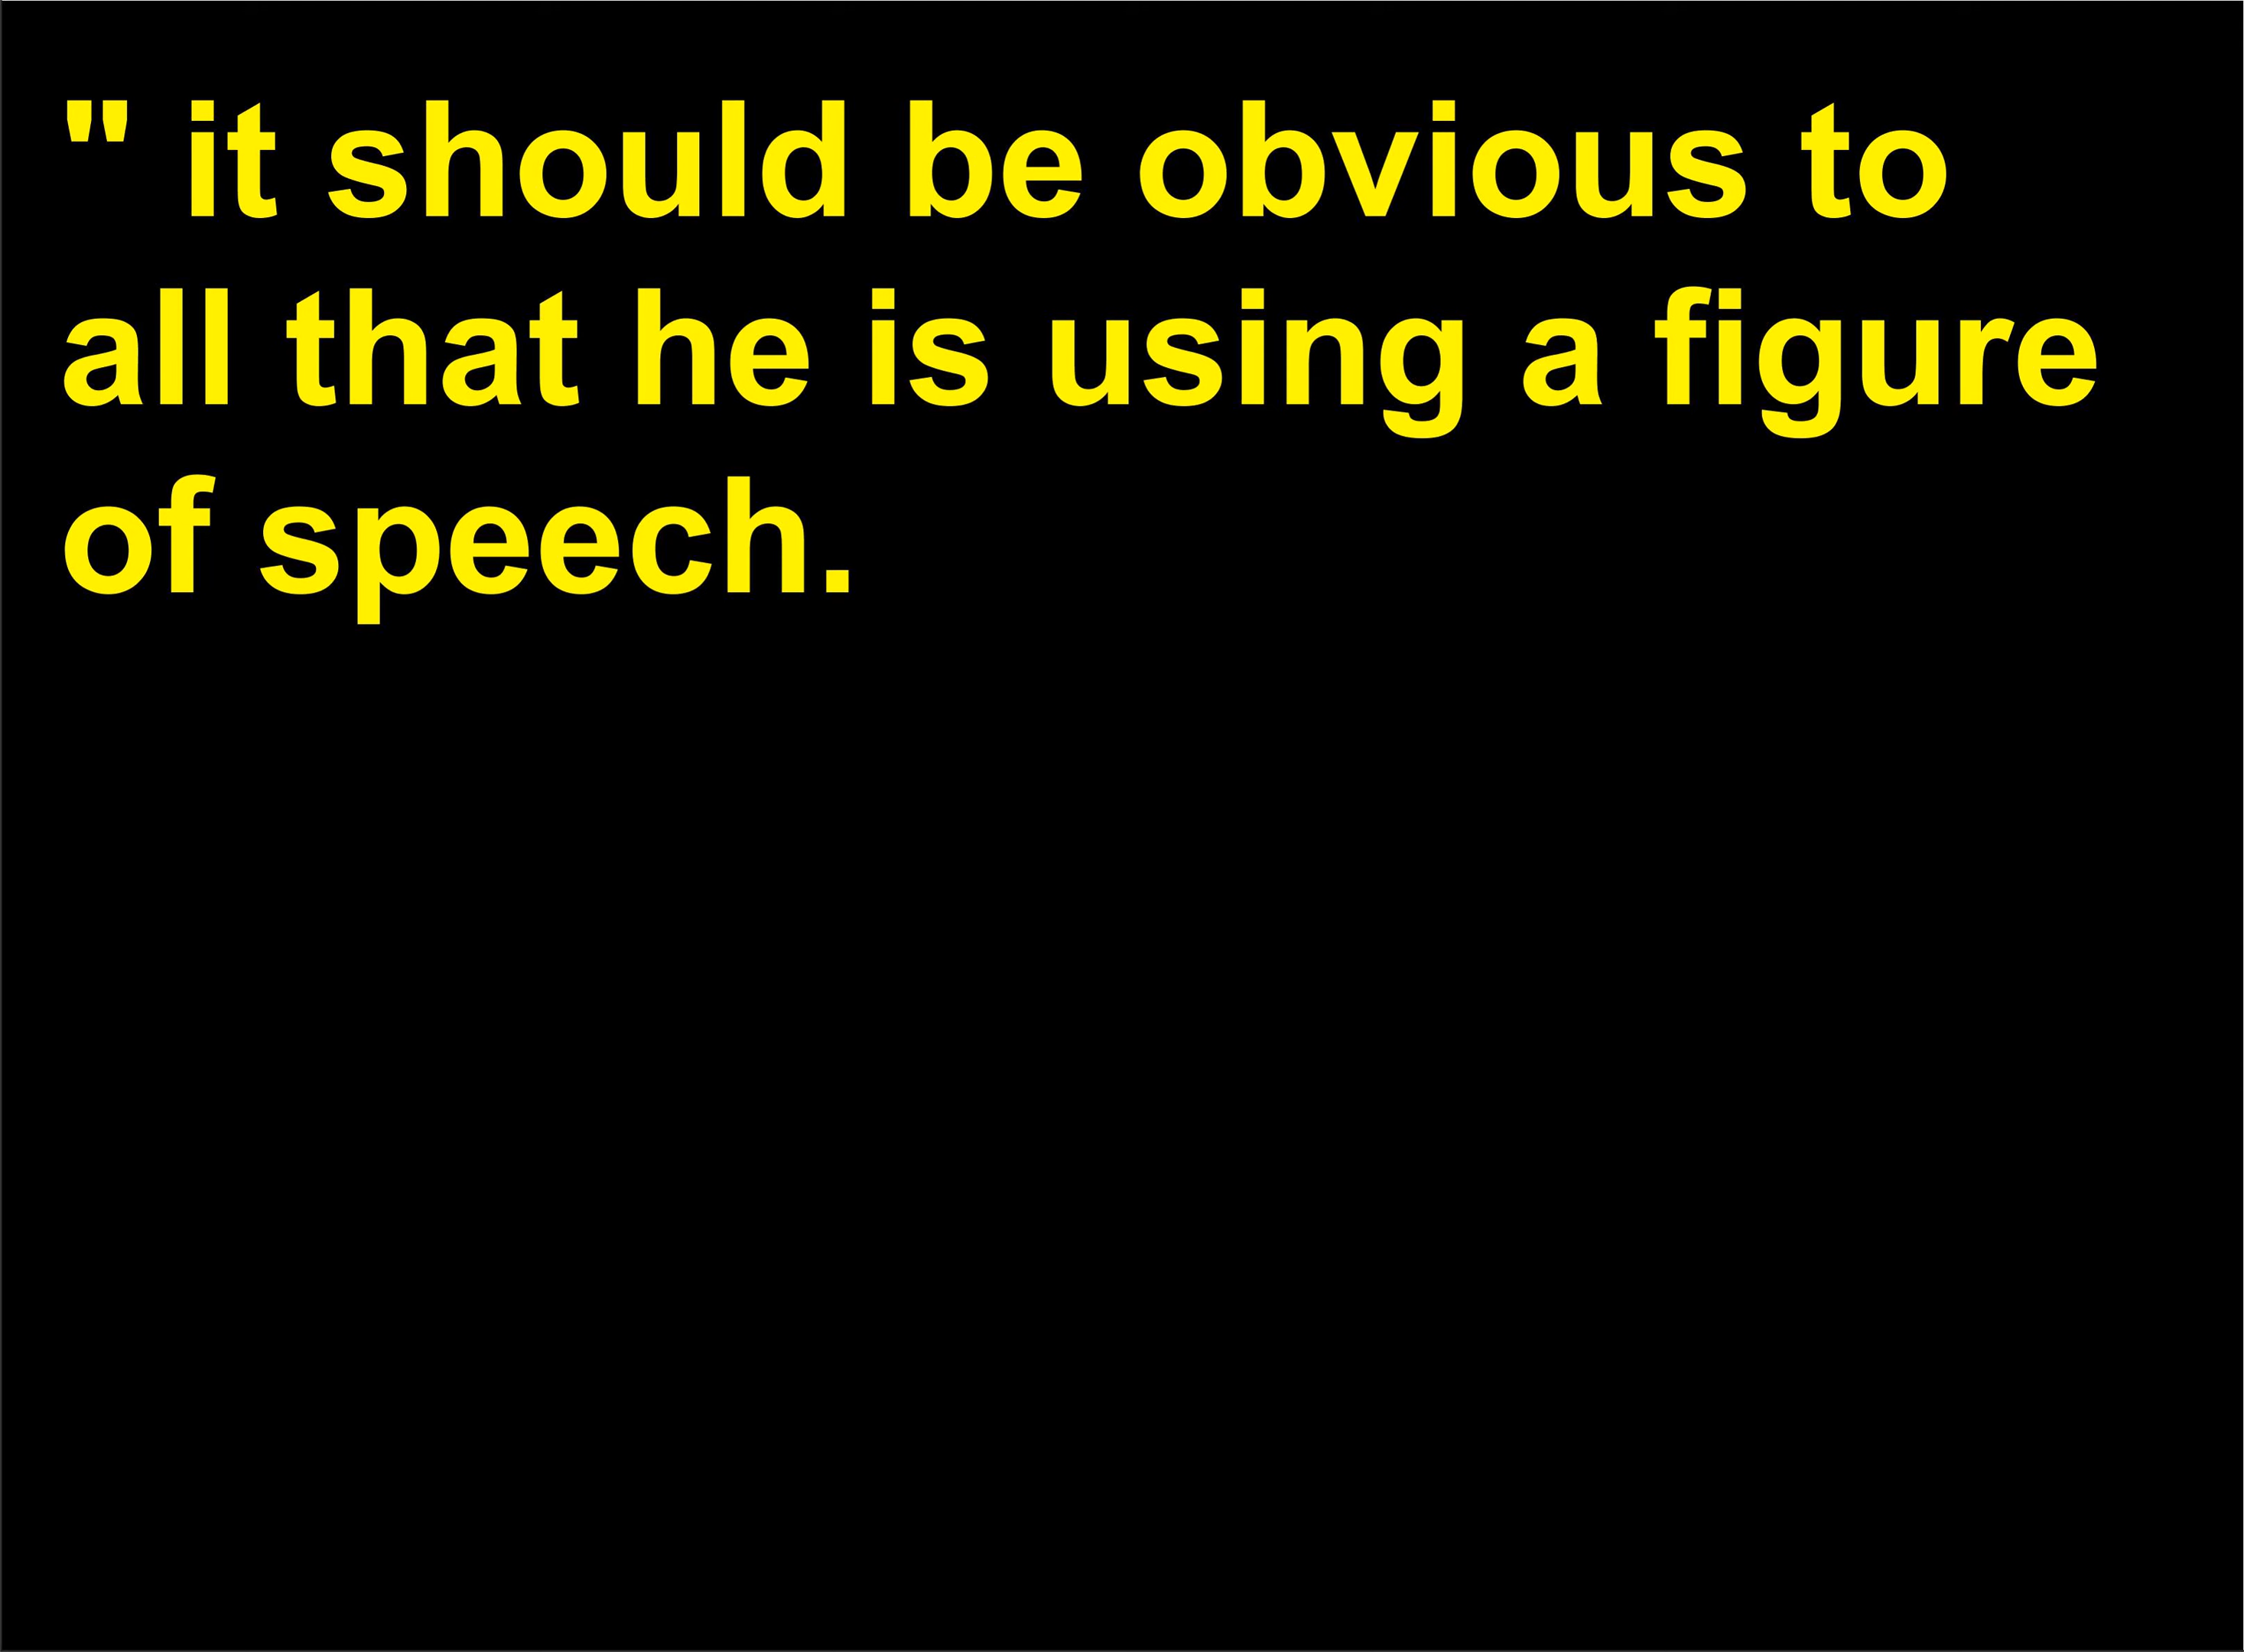 " it should be obvious to
all that he is using a figure
of speech.